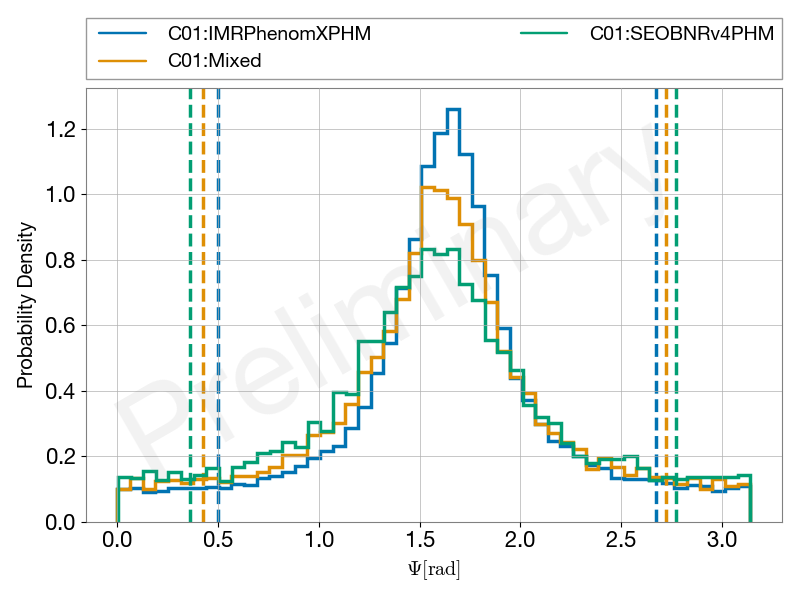 C01:IMRPhenomXPHM
C01:Mixed
C01:SEOBNRv4PHM
Preliminary
Probability Density
1.2
1.0
0.8
0.6
0.4
0.2
0.0
0.0 0.5 1.0 1.5 2.0 2.5 3.0
Ψ[rad]